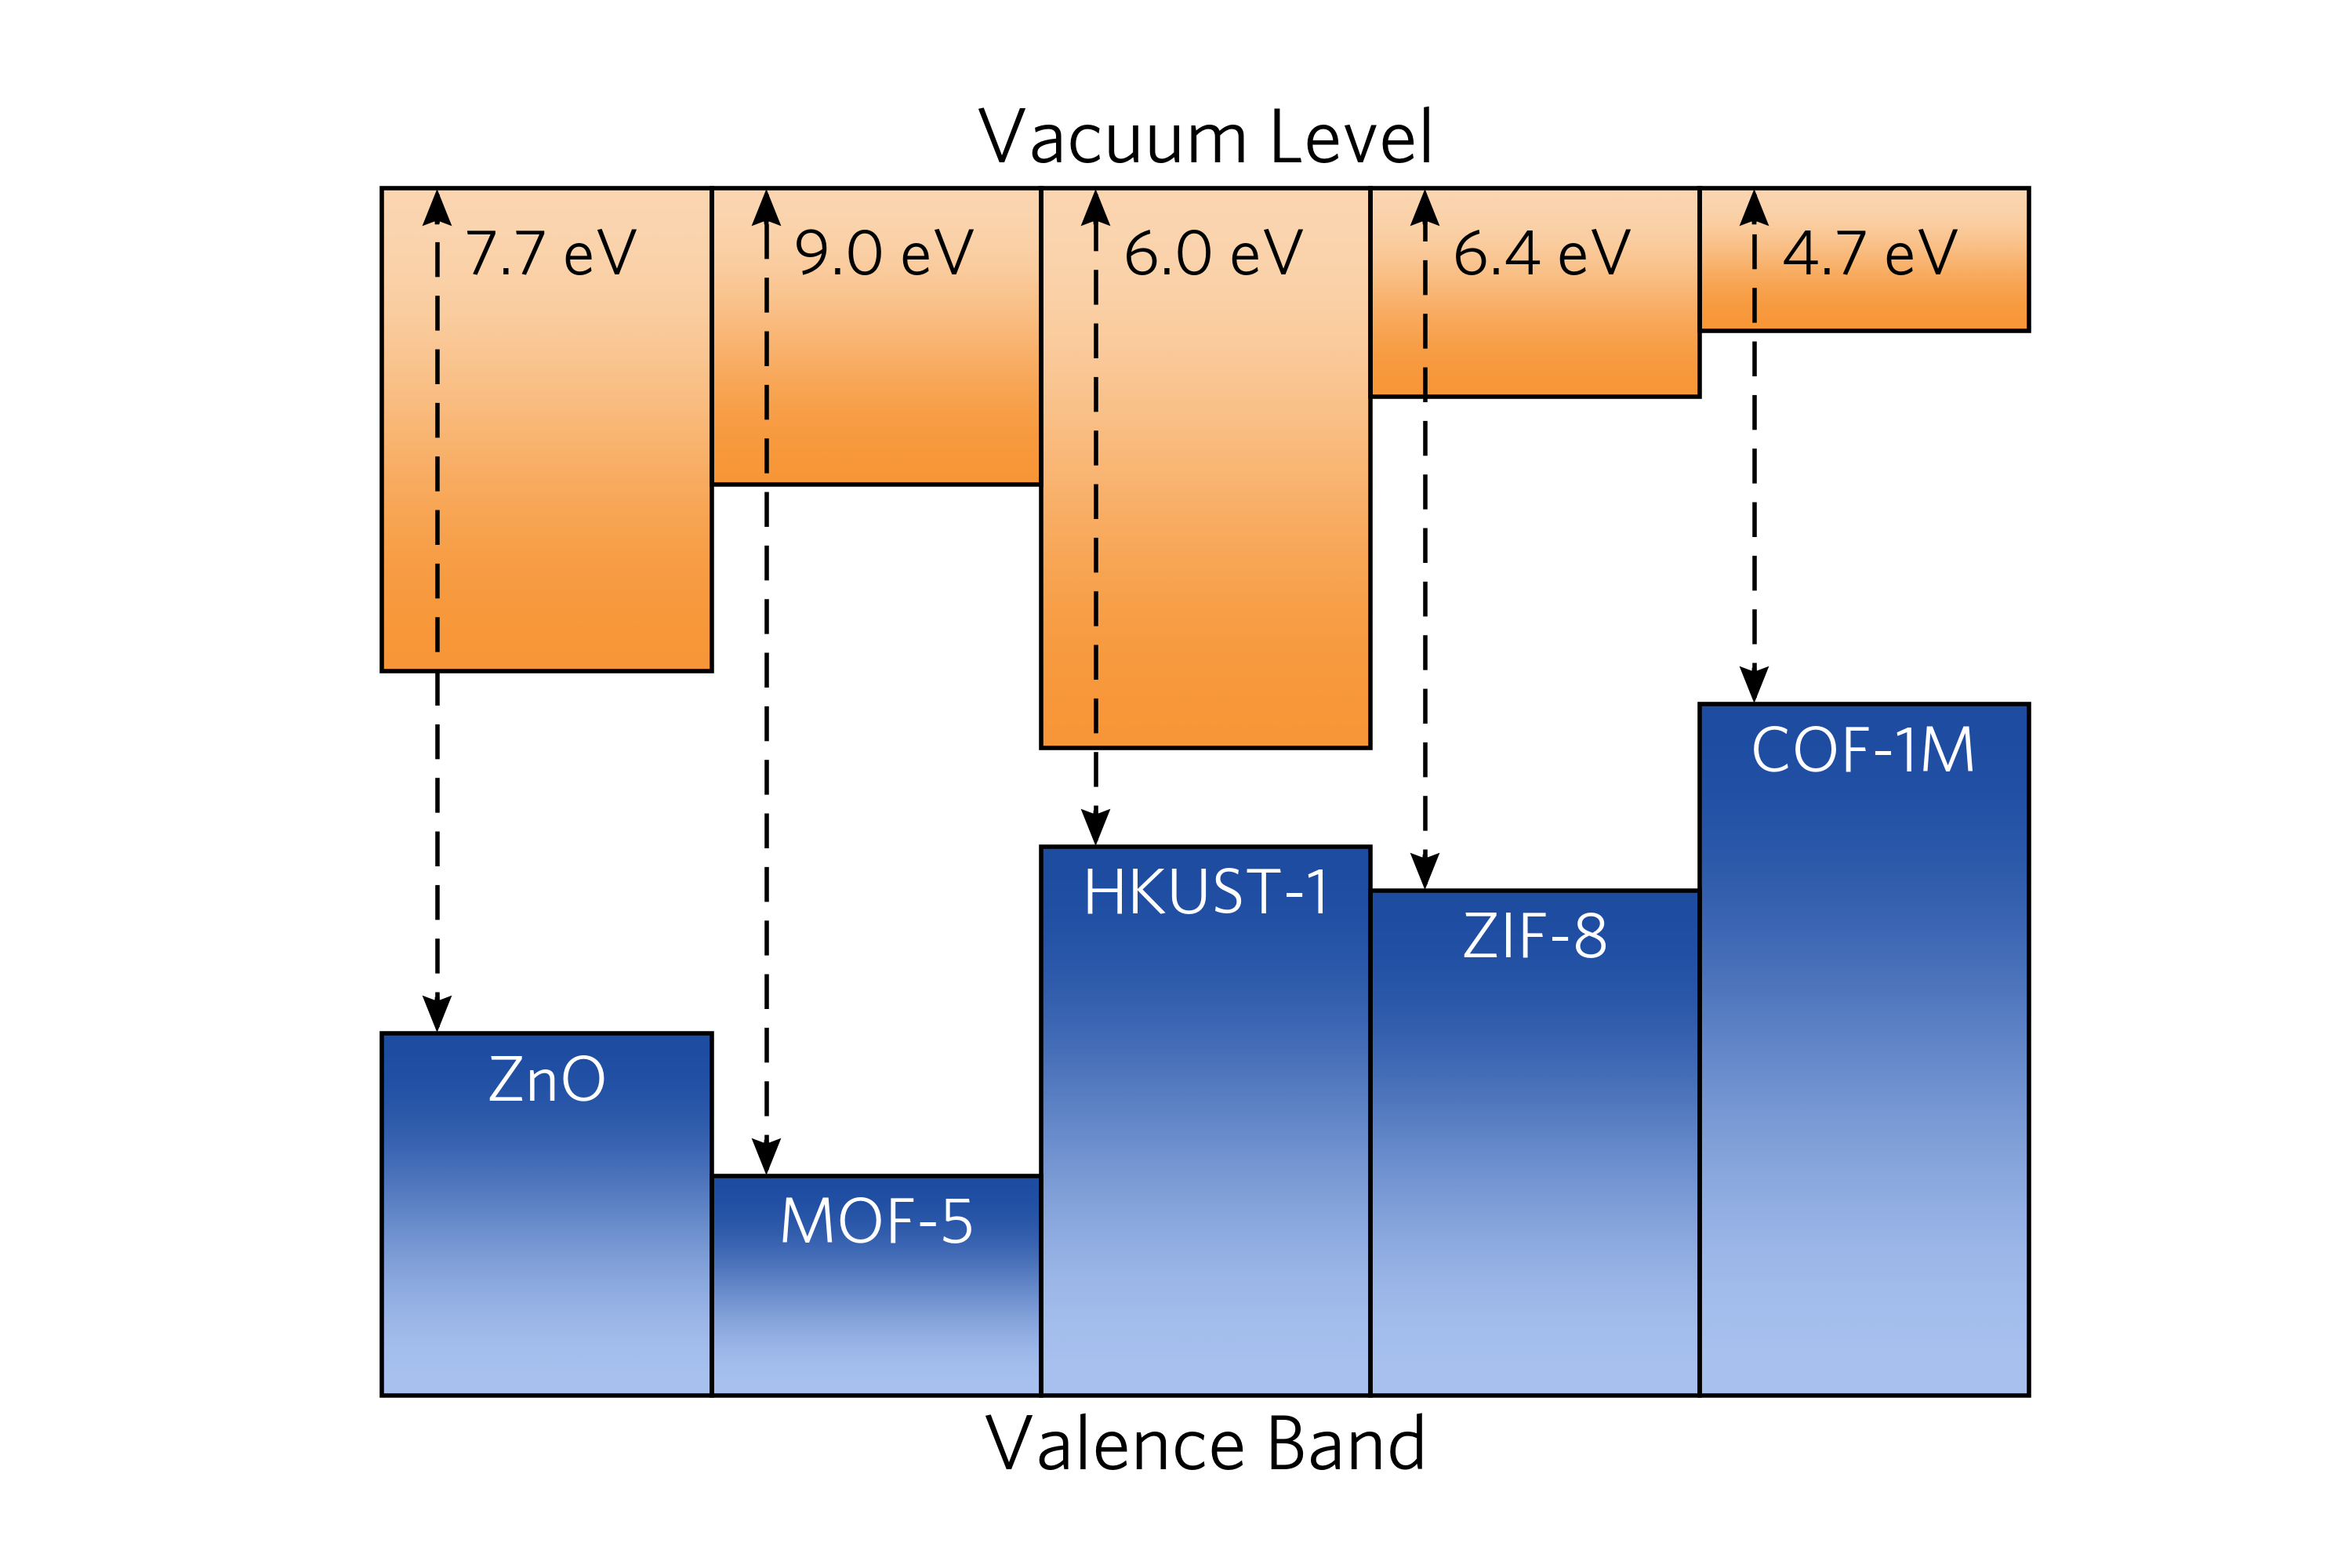 Vacuum Level
7.7 eV
9.0 eV
6.0 eV
6.4 eV
4.7 eV
COF-1M
HKUST-1
ZIF-8
ZnO
MOF-5
Valence Band